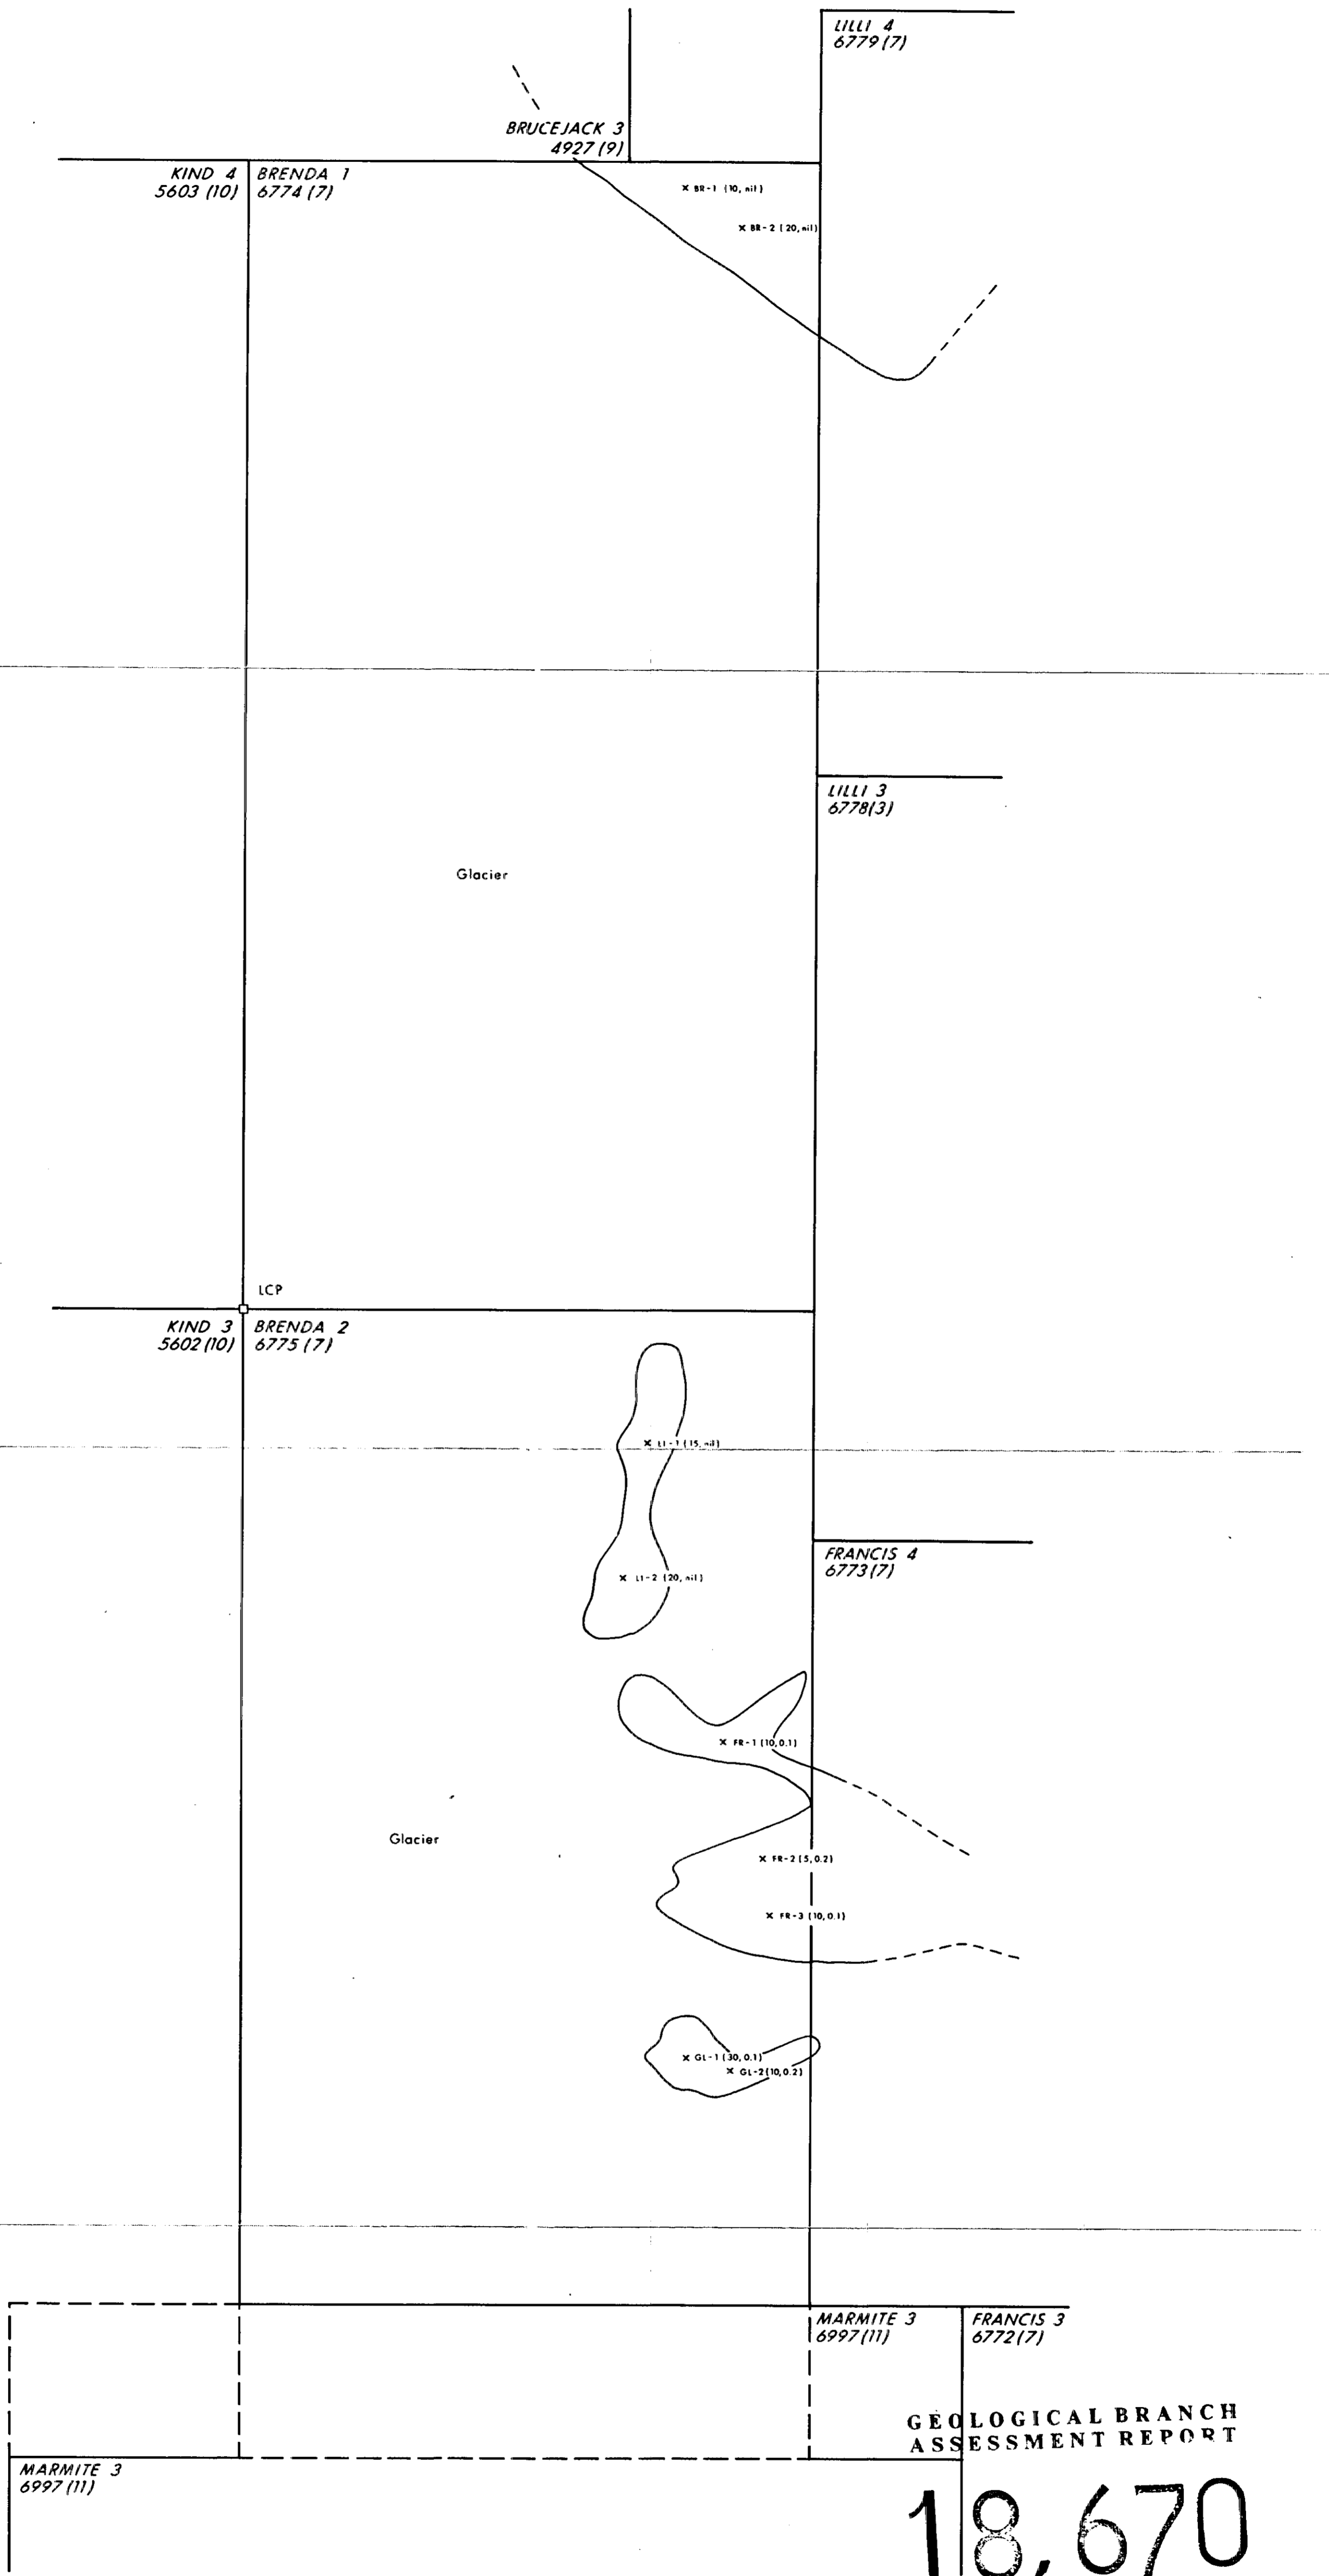 LILLI 4
6779(7)
BRUCEJACK 3
4927(9)
KIND 4
5603(10)
BRENDA 1
6774(7)
x BR-1 (10, nil)
x BR-2 (20, nil)
LILLI 3
6778(3)
Glacier
LCP
KIND 3
5602(10)
BRENDA 2
6775(7)
x LI-1 (15, nil)
x LI-2 (20, nil)
FRANCIS 4
6773(7)
x FR-1 (10,0.1)
Glacier
x FR-2 (5,0.2)
x FR-3 (10,0.1)
x GL-1 (30,0.1)
x GL-2 (10,0.2)
MARMITE 3
6997(11)
FRANCIS 3
6772(7)
GEOLOGICAL BRANCH
ASSESSMENT REPORT
MARMITE 3
6997(11)
18,670